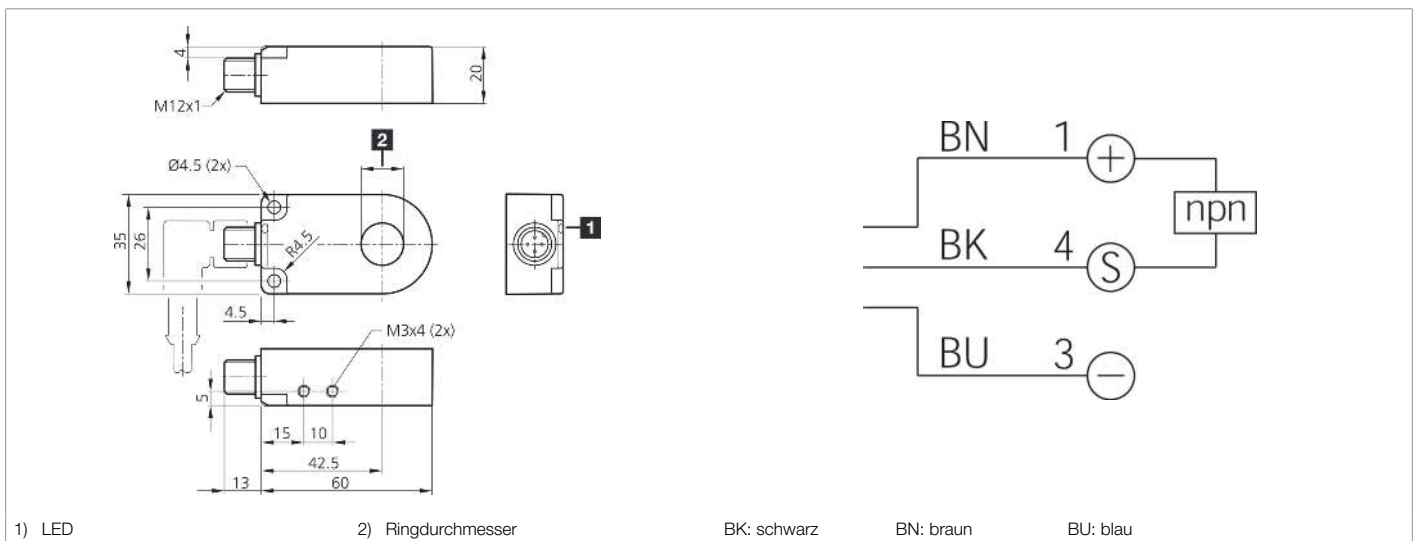 4
20
M12x1
2
Ø4.5 (2x)
35
26
R4.5
1
4.5
M3x4 (2x)
5
15 10
42.5
13 60
BN 1 +
npn
BK 4 S
BU 3 −
1) LED 2) Ringdurchmesser BK: schwarz BN: braun BU: blau